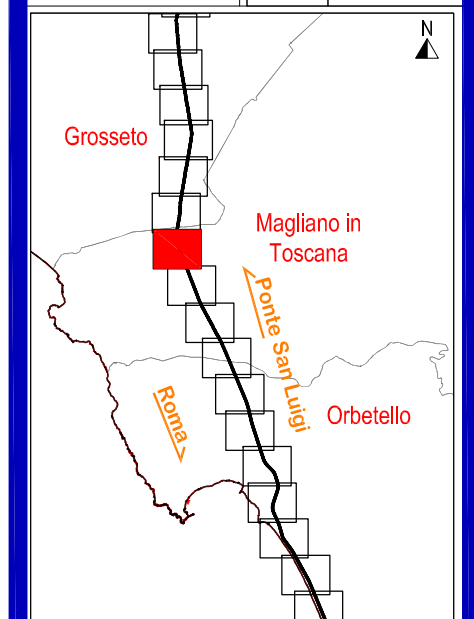 N
Grosseto
Magliano in
Toscana
Ponte San Luigi
Roma
Orbetello